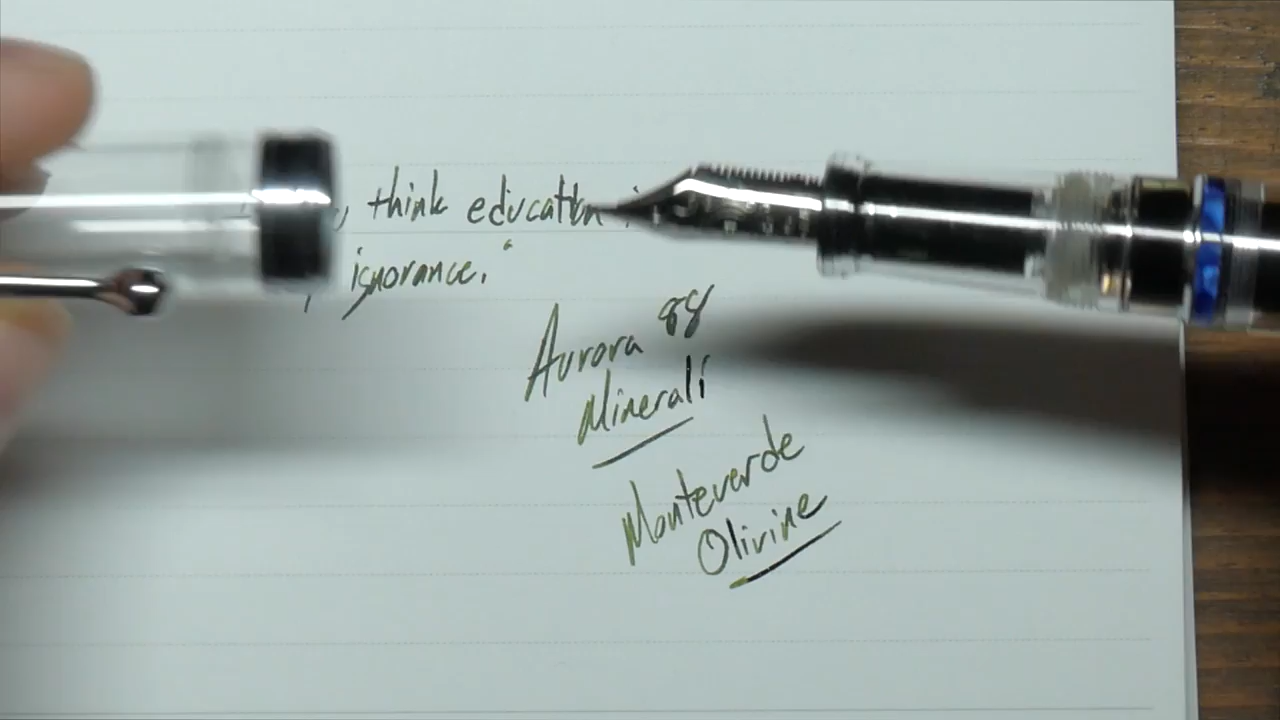 , think education
ignorance."
Aurora 88
Minerali
Monteverde
Olivine